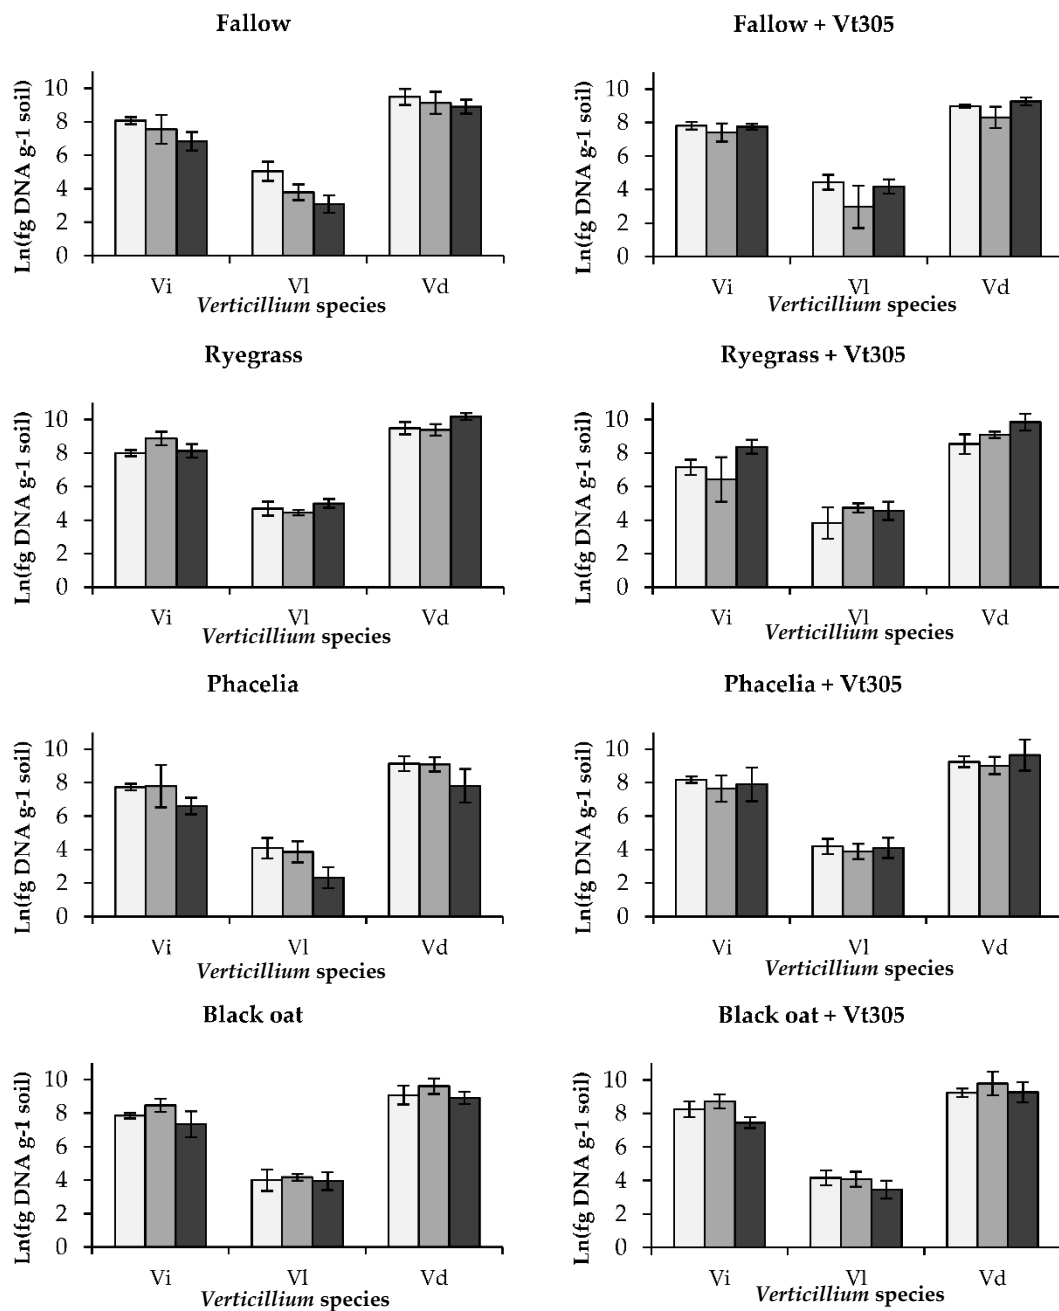 Fallow
Ln(fg DNA g-1 soil)
10
8
6
4
2
0
Vi Vl Vd
Verticillium species
Fallow + Vt305
Ln(fg DNA g-1 soil)
10
8
6
4
2
0
Vi Vl Vd
Verticillium species
Ryegrass
Ln(fg DNA g-1 soil)
10
8
6
4
2
0
Vi Vl Vd
Verticillium species
Ryegrass + Vt305
Ln(fg DNA g-1 soil)
10
8
6
4
2
0
Vi Vl Vd
Verticillium species
Phacelia
Ln(fg DNA g-1 soil)
10
8
6
4
2
0
Vi Vl Vd
Verticillium species
Phacelia + Vt305
Ln(fg DNA g-1 soil)
10
8
6
4
2
0
Vi Vl Vd
Verticillium species
Black oat
Ln(fg DNA g-1 soil)
10
8
6
4
2
0
Vi Vl Vd
Verticillium species
Black oat + Vt305
Ln(fg DNA g-1 soil)
10
8
6
4
2
0
Vi Vl Vd
Verticillium species